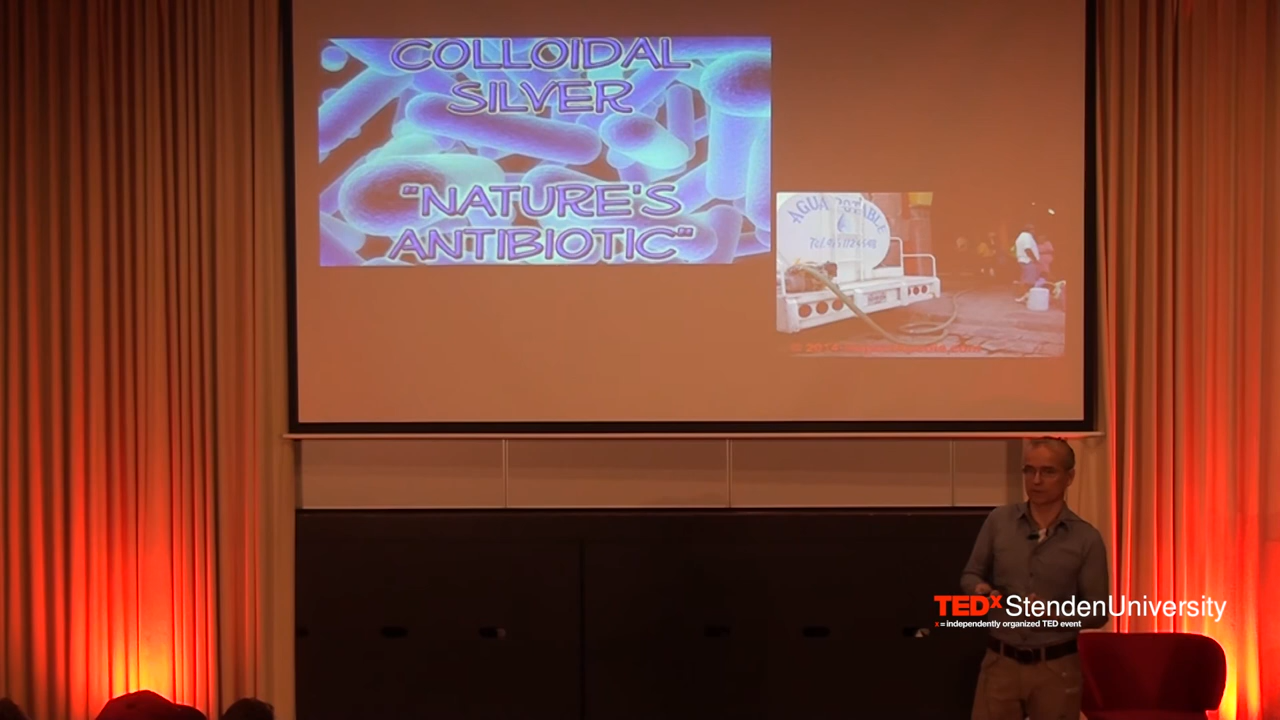 COLLOIDAL
SILVER
"NATURE'S
ANTIBIOTIC"
AGUA POTABLE
TEDx StendenUniversity
x = independently organized TED event